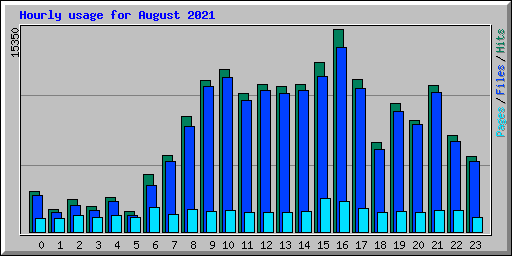 Hourly usage for August 2021
15350
Pages/Files/Hits
0 1 2 3 4 5 6 7 8 9 10 11 12 13 14 15 16 17 18 19 20 21 22 23